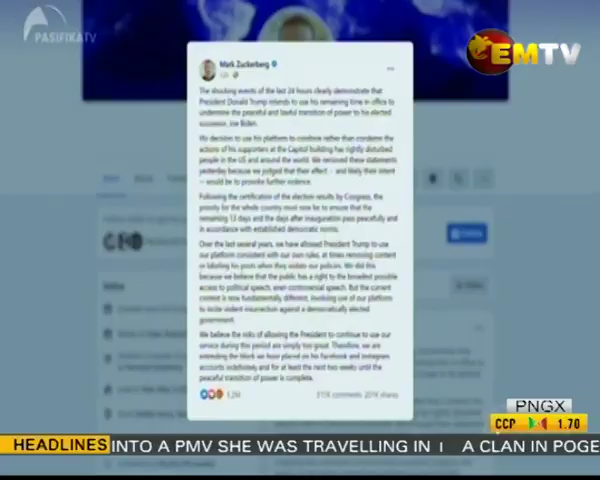 PASIFIKATV
EMTV
Mark Zuckerberg
The shocking events of the last 24 hours clearly demonstrate that
President Donald Trump intends to use his remaining time in office to
undermine the peaceful and lawful transition of power to his elected
successor, Joe Biden.
His decision to use his platform to condone rather than condemn the
actions of his supporters at the Capitol building has rightly disturbed
people in the US and around the world. We removed these statements
yesterday because we judged that their effect -- and likely their intent
-- would be to provoke further violence.
Following the certification of the election results by Congress, the
priority for the whole country must now be to ensure that the
remaining 13 days and the days after inauguration pass peacefully and
in accordance with established democratic norms.
Over the last several years, we have allowed President Trump to use
our platform consistent with our own rules, at times removing content
or labeling his posts when they violate our policies. We did this
because we believe that the public has a right to the broadest possible
access to political speech, even controversial speech. But the current
context is now fundamentally different, involving use of our platform
to incite violent insurrection against a democratically elected
government.
We believe the risks of allowing the President to continue to use our
service during this period are simply too great. Therefore, we are
extending the block we have placed on his Facebook and Instagram
accounts indefinitely and for at least the next two weeks until the
peaceful transition of power is complete.
comments
shares
PNGX
CCP 1.70
HEADLINES INTO A PMV SHE WAS TRAVELLING IN A CLAN IN POGE